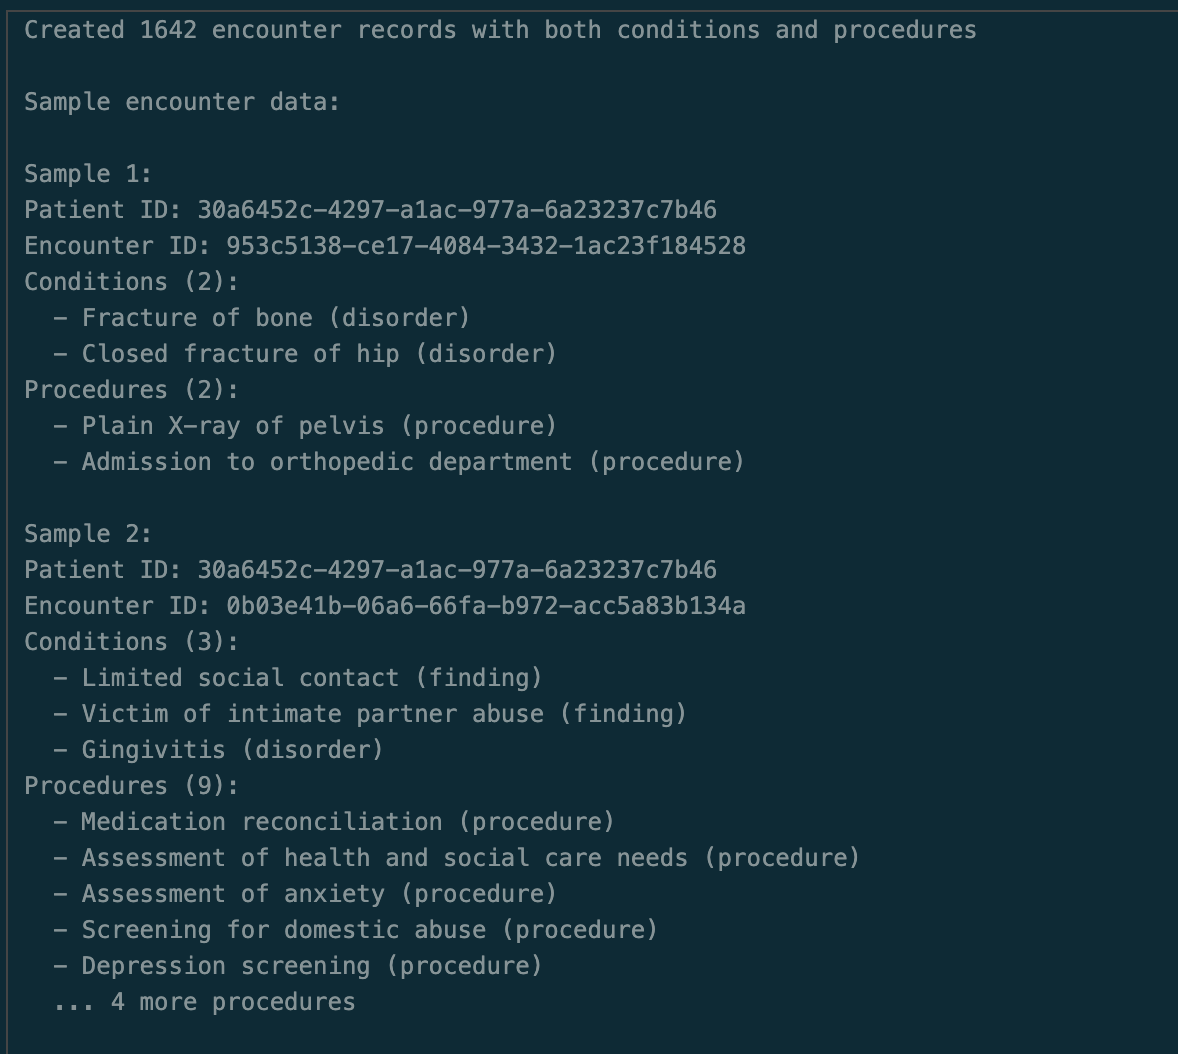 Created 1642 encounter records with both conditions and procedures
Sample encounter data:
Sample 1:
Patient ID: 30a6452c-4297-a1ac-977a-6a23237c7b46
Encounter ID: 953c5138-ce17-4084-3432-1ac23f184528
Conditions (2):
  - Fracture of bone (disorder)
  - Closed fracture of hip (disorder)
Procedures (2):
  - Plain X-ray of pelvis (procedure)
  - Admission to orthopedic department (procedure)
Sample 2:
Patient ID: 30a6452c-4297-a1ac-977a-6a23237c7b46
Encounter ID: 0b03e41b-06a6-66fa-b972-acc5a83b134a
Conditions (3):
  - Limited social contact (finding)
  - Victim of intimate partner abuse (finding)
  - Gingivitis (disorder)
Procedures (9):
  - Medication reconciliation (procedure)
  - Assessment of health and social care needs (procedure)
  - Assessment of anxiety (procedure)
  - Screening for domestic abuse (procedure)
  - Depression screening (procedure)
  ... 4 more procedures